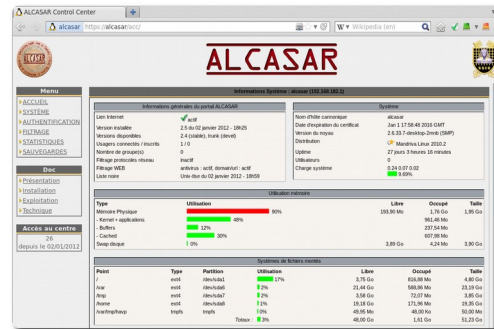 ALCASAR Control Center
alcasar https://alcasar/acc/
Wikipedia (en)
ALCASAR
Menu
ACCUEIL
SYSTÈME
AUTHENTIFICATION
FILTRAGE
STATISTIQUES
SAUVEGARDES
Doc
Présentation
Installation
Exploitation
Technique
Accès au centre
26
depuis le 02/01/2012
Informations Système : alcasar (192.168.182.1)
Informations générales du portail ALCASAR
Lien Internet actif
Version installée 2.5 du 02 janvier 2012 - 18h25
Versions disponibles 2.4 (stable), trunk (devel)
Usagers connectés / inscrits 1 / 0
Nombre de groupe(s) 0
Filtrage protocoles réseau inactif
Filtrage WEB antivirus : actif, domain/url : actif
Liste noire Univ-tlse du 02 janvier 2012 - 18h59
Système
Nom d'hôte canonique alcasar
Date d'expiration du certificat Jan 1 17:58:48 2016 GMT
Version du noyau 2.6.33.7-desktop-2mnb (SMP)
Distribution Mandriva Linux 2010.2
Uptime 27 jours 3 heures 16 minutes
Utilisateurs 0
Charge système 0.24 0.07 0.02
9.69%
Utilisation mémoire
Type Utilisation Libre Occupé Taille
Mémoire Physique 90% 193,90 Mo 1,76 Go 1,95 Go
- Kernel + applications 48% 961,46 Mo
- Buffers 12% 237,54 Mo
- Cached 30% 607,98 Mo
Swap disque 0% 3,89 Go 4,24 Mo 3,90 Go
Systèmes de fichiers montés
Point Type Partition Utilisation Libre Occupé Taille
/ ext4 /dev/sda1 17% 3,75 Go 816,88 Mo 4,80 Go
/var ext4 /dev/sda8 2% 21,44 Go 588,86 Mo 23,19 Go
/tmp ext4 /dev/sda7 2% 3,58 Go 72,07 Mo 3,85 Go
/home ext4 /dev/sda6 1% 19,18 Go 171,96 Mo 19,35 Go
/var/tmp/havp tmpfs tmpfs 0% 49,95 Mo 48,00 Ko 50,00 Mo
Totaux : 3% 48,00 Go 1,61 Go 51,23 Go